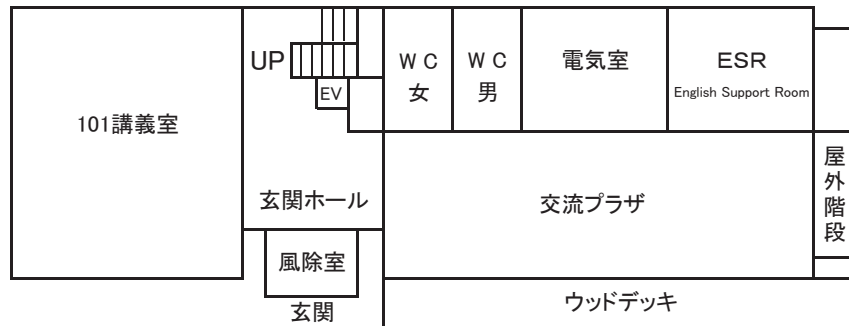 UP
EV
WC
女
WC
男
電気室
ESR
English Support Room
101講義室
玄関ホール
交流プラザ
屋外階段
風除室
玄関
ウッドデッキ